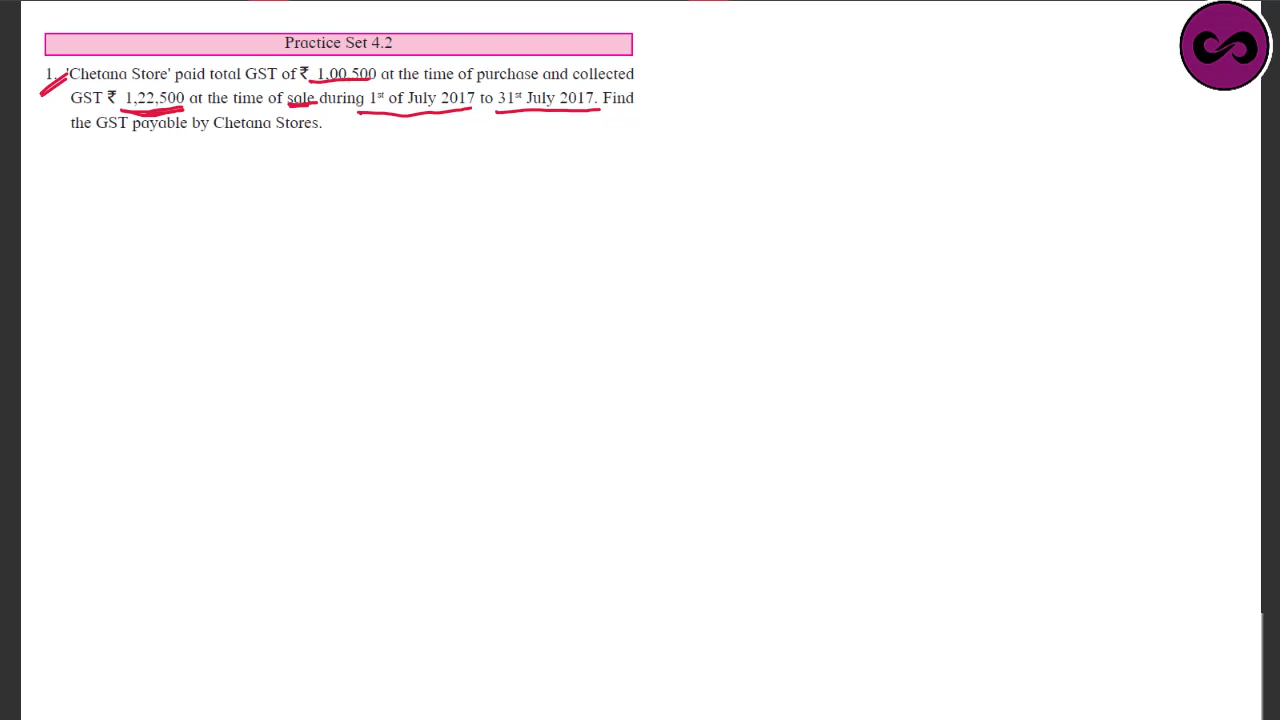 Practice Set 4.2
1. 'Chetana Store' paid total GST of ₹ 1,00,500 at the time of purchase and collected
GST ₹ 1,22,500 at the time of sale during 1st of July 2017 to 31st July 2017. Find
the GST payable by Chetana Stores.